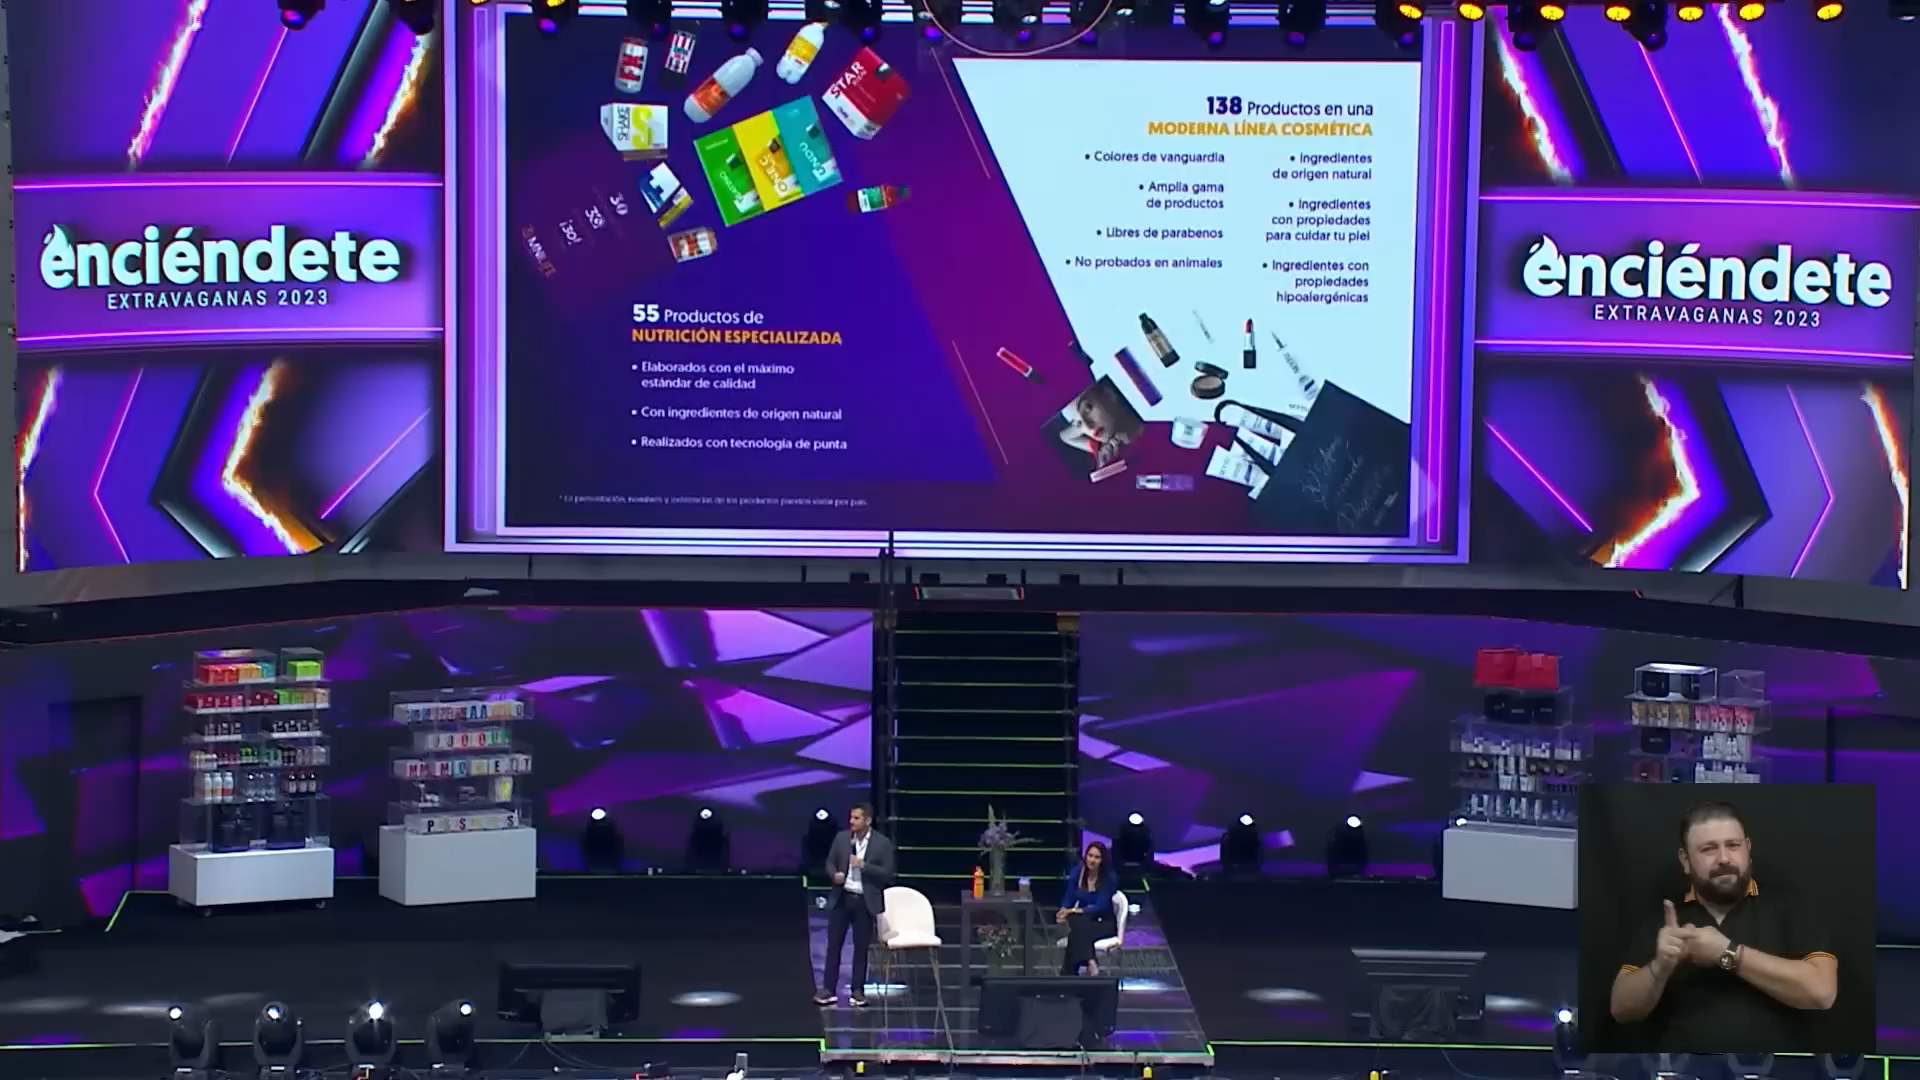 enciéndete
EXTRAVAGANAS 2023
STAR
SHAKE
55 Productos de
NUTRICIÓN ESPECIALIZADA
• Elaborados con el máximo
estándar de calidad
• Con ingredientes de origen natural
• Realizados con tecnología de punta
138 Productos en una
MODERNA LÍNEA COSMÉTICA
• Colores de vanguardia
• Amplia gama
de productos
• Libres de parabenos
• No probados en animales
• Ingredientes
de origen natural
• Ingredientes
con propiedades
para cuidar tu piel
• Ingredientes con
propiedades
hipoalergénicas
enciéndete
EXTRAVAGANAS 2023